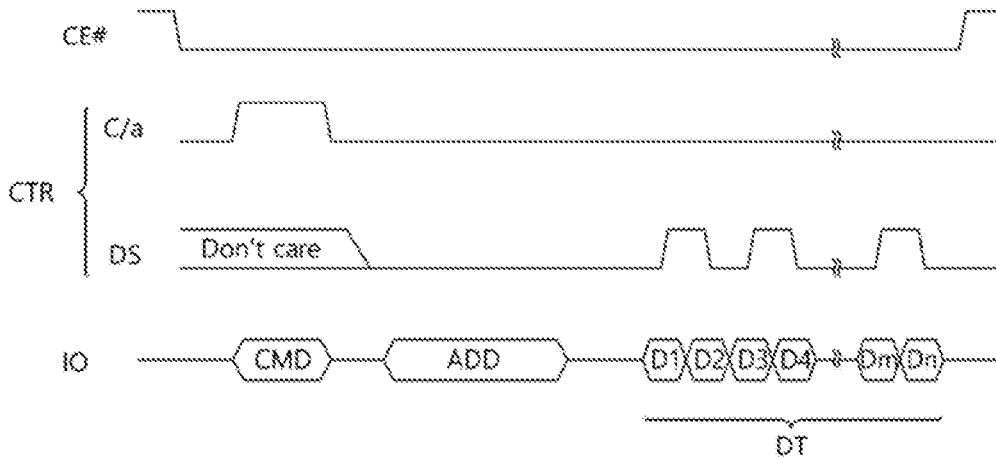 CE#
C/a
CTR
DS Don't care
IO CMD ADD D1 D2 D3 D4 Dm Dn
DT